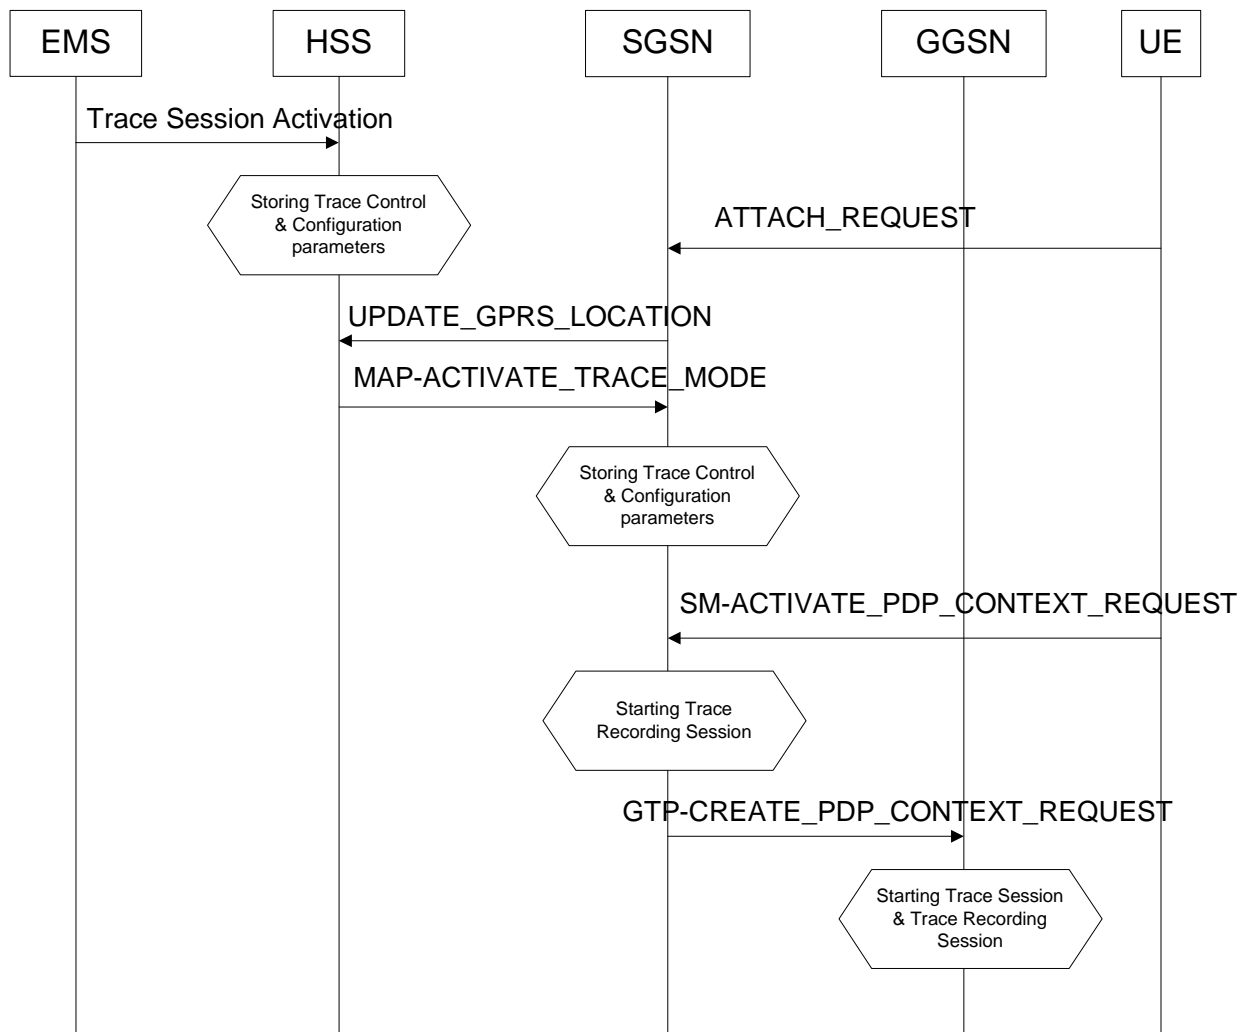 EMS
HSS
SGSN
GGSN
UE
Trace Session Activation
Storing Trace Control
& Configuration
parameters
ATTACH_REQUEST
UPDATE_GPRS_LOCATION
MAP-ACTIVATE_TRACE_MODE
Storing Trace Control
& Configuration
parameters
SM-ACTIVATE_PDP_CONTEXT_REQUEST
Starting Trace
Recording Session
GTP-CREATE_PDP_CONTEXT_REQUEST
Starting Trace Session
& Trace Recording
Session